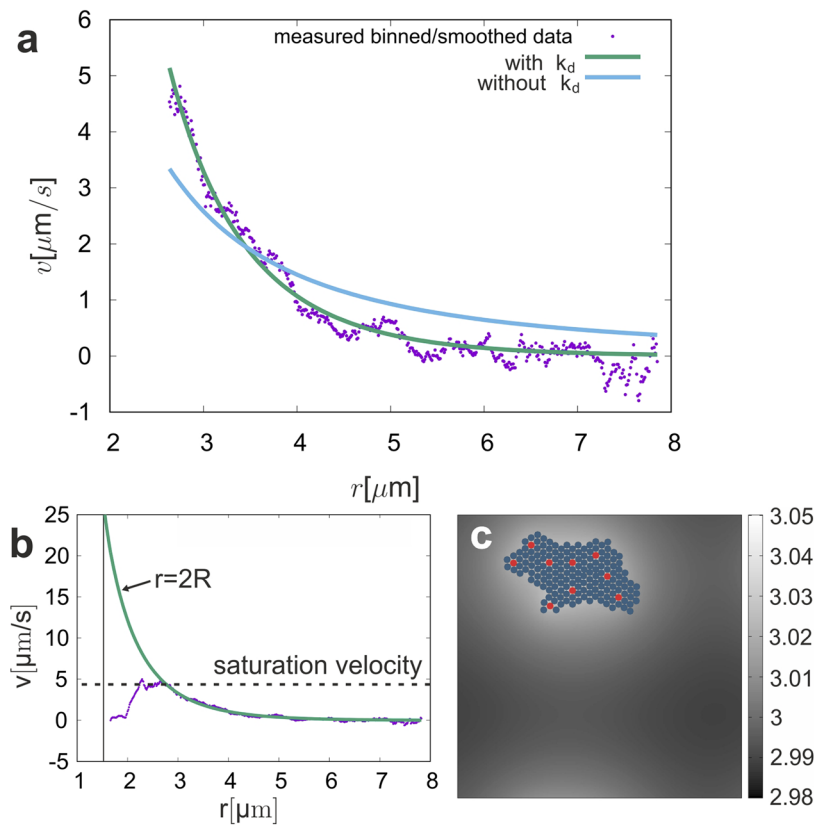 a
measured binned/smoothed data
with k_d
without k_d
6
5
4
3
2
1
0
-1
v[μm/s]
2 3 4 5 6 7 8
r[μm]
b
25
20
15
10
5
0
-5
v[μm/s]
r=2R
saturation velocity
1 2 3 4 5 6 7 8
r[μm]
c
3.05
3.04
3.03
3.02
3.01
3
2.99
2.98